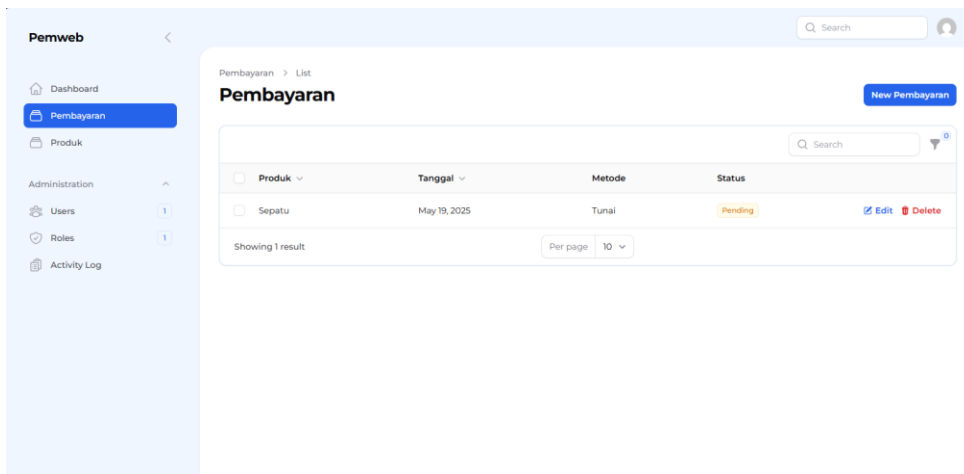 Pemweb
Search
Dashboard
Pembayaran
Produk
Administration
Users 1
Roles 1
Activity Log
Pembayaran > List
Pembayaran
New Pembayaran
Search
0
Produk Tanggal Metode Status
Sepatu May 19, 2025 Tunai Pending Edit Delete
Showing 1 result Per page 10